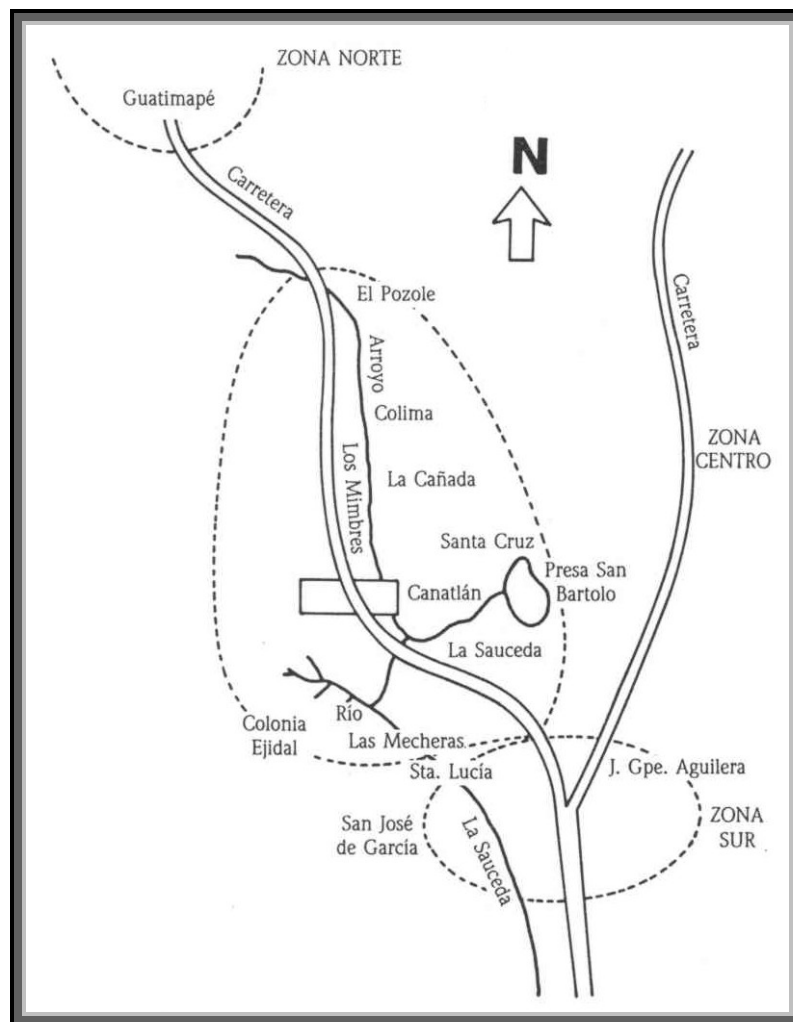 ZONA NORTE
Guatimapé
N
Carretera
El Pozole
Carretera
Arroyo
Colima
ZONA
CENTRO
Los Mimbres
La Cañada
Santa Cruz
Presa San
Bartolo
Canatlán
La Sauceda
Río
Colonia
Ejidal
Las Mecheras
Sta. Lucía
J. Gpe. Aguilera
San José
de García
La Sauceda
ZONA
SUR